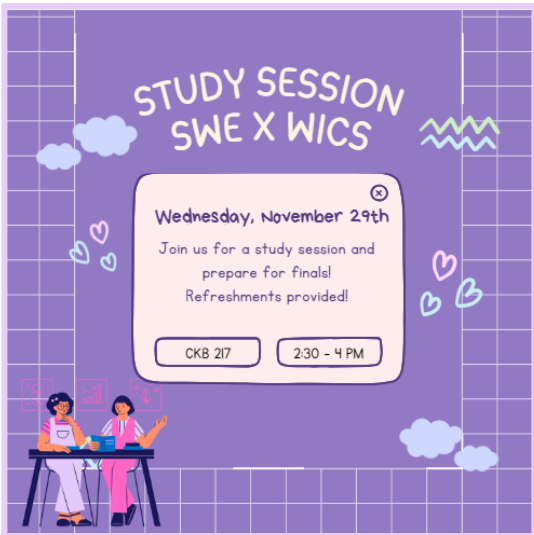 STUDY SESSION
SWE X WICS
Wednesday, November 29th
Join us for a study session and
prepare for finals!
Refreshments provided!
CKB 217
2:30 - 4 PM